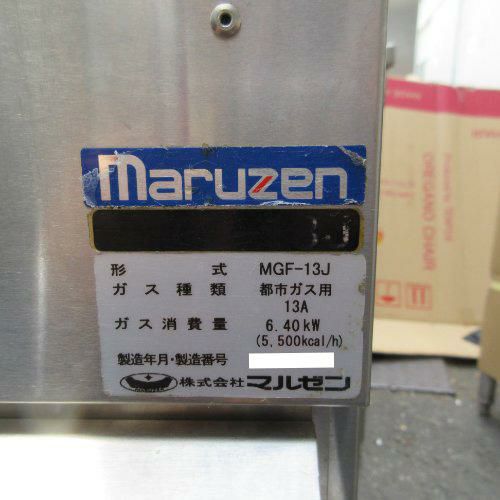 maruzen
形式 MGF-13J
ガス種類 都市ガス用
13A
ガス消費量 6.40kW
(5,500kcal/h)
製造年月・製造番号
株式会社マルゼン
OREGANO CHAIR